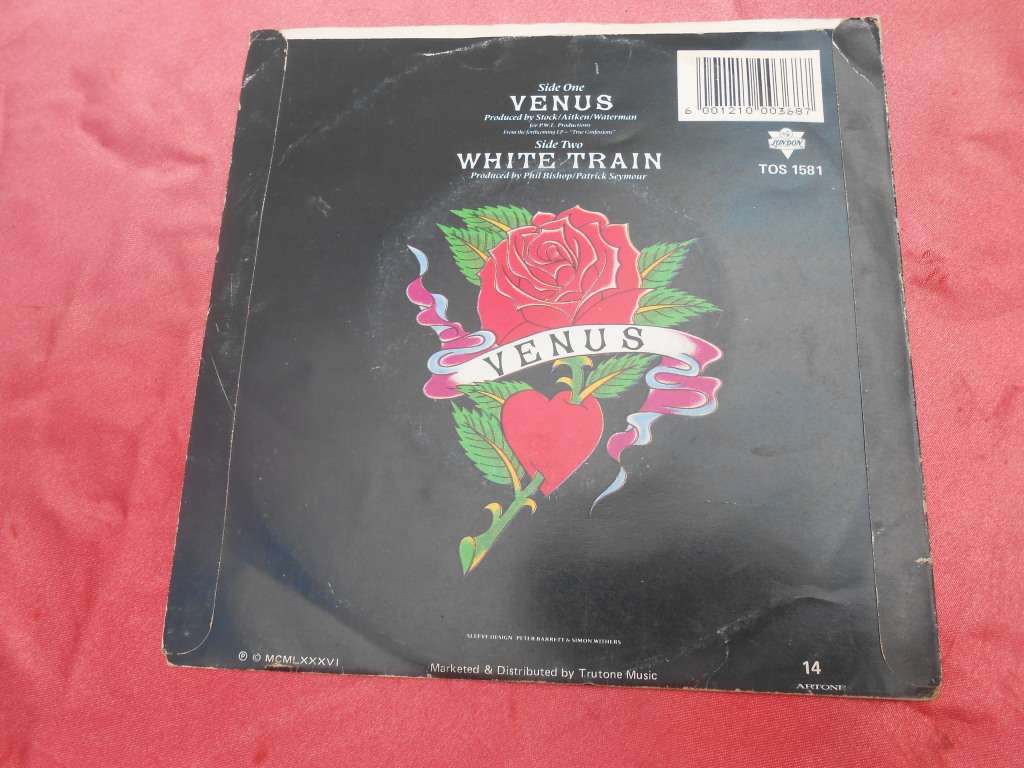 Side One
VENUS
Produced by Stock/Aitken/Waterman
for P.W.L. Productions
From the forthcoming LP – "True Confessions"
Side Two
WHITE TRAIN
Produced by Phil Bishop/Patrick Seymour
6 001210 003687
LONDON
TOS 1581
VENUS
SLEEVE DESIGN PETER BARRETT & SIMON WITHERS
℗ © MCMLXXXVI
Marketed & Distributed by Trutone Music
14
ARTONE